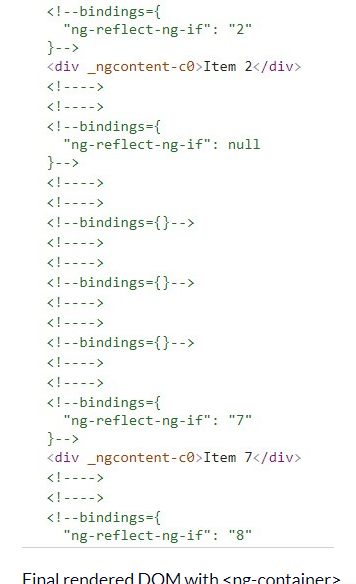 <!--bindings={
"ng-reflect-ng-if": "2"
}-->
<div _ngcontent-c0>Item 2</div>
<!---->
<!---->
<!--bindings={
"ng-reflect-ng-if": null
}-->
<!---->
<!---->
<!--bindings={}-->
<!---->
<!---->
<!--bindings={}-->
<!---->
<!---->
<!--bindings={}-->
<!---->
<!---->
<!--bindings={
"ng-reflect-ng-if": "7"
}-->
<div _ngcontent-c0>Item 7</div>
<!---->
<!---->
<!--bindings={
"ng-reflect-ng-if": "8"
Final rendered DOM with <ng-container>